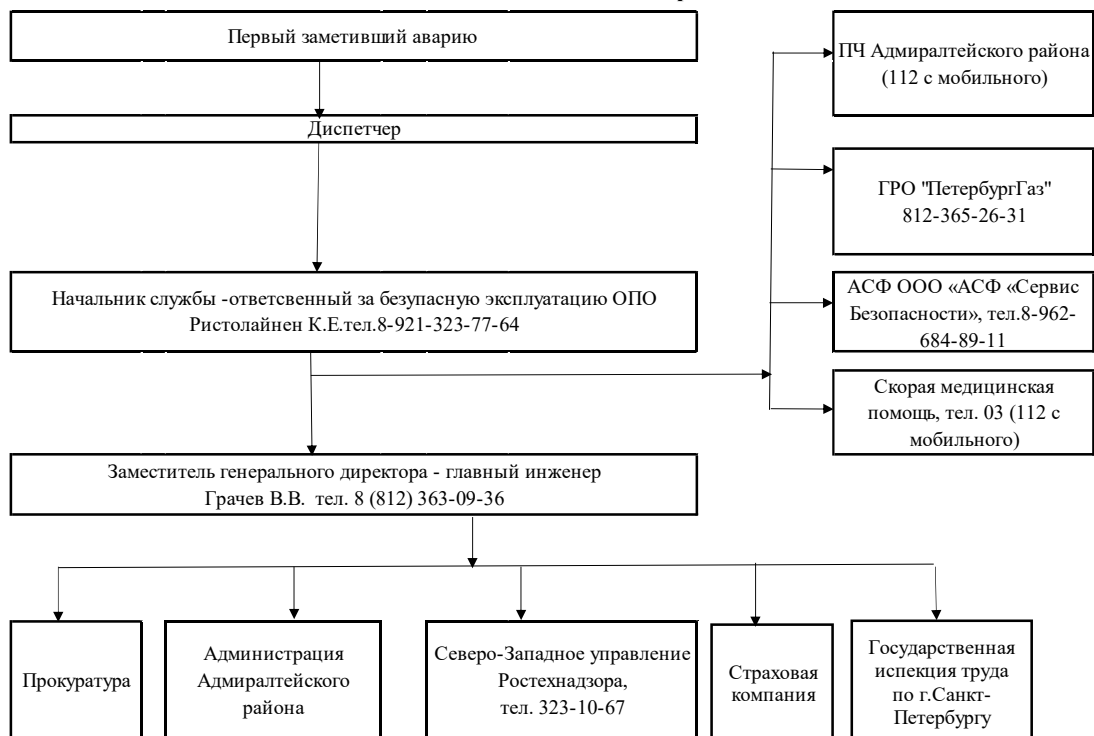 Первый заметивший аварию
Диспетчер
Начальник службы -ответсвенный за безупасную эксплуатацию ОПО
Ристолайнен К.Е.тел.8-921-323-77-64
Заместитель генерального директора - главный инженер
Грачев В.В. тел. 8 (812) 363-09-36
ПЧ Адмиралтейского района
(112 с мобильного)
ГРО "ПетербургГаз"
812-365-26-31
АСФ ООО «АСФ «Сервис
Безопасности», тел.8-962-
684-89-11
Скорая медицинская
помощь, тел. 03 (112 с
мобильного)
Прокуратура
Администрация
Адмиралтейского
района
Северо-Западное управление
Ростехнадзора,
тел. 323-10-67
Страховая
компания
Государственная
испекция труда
по г.Санкт-
Петербургу